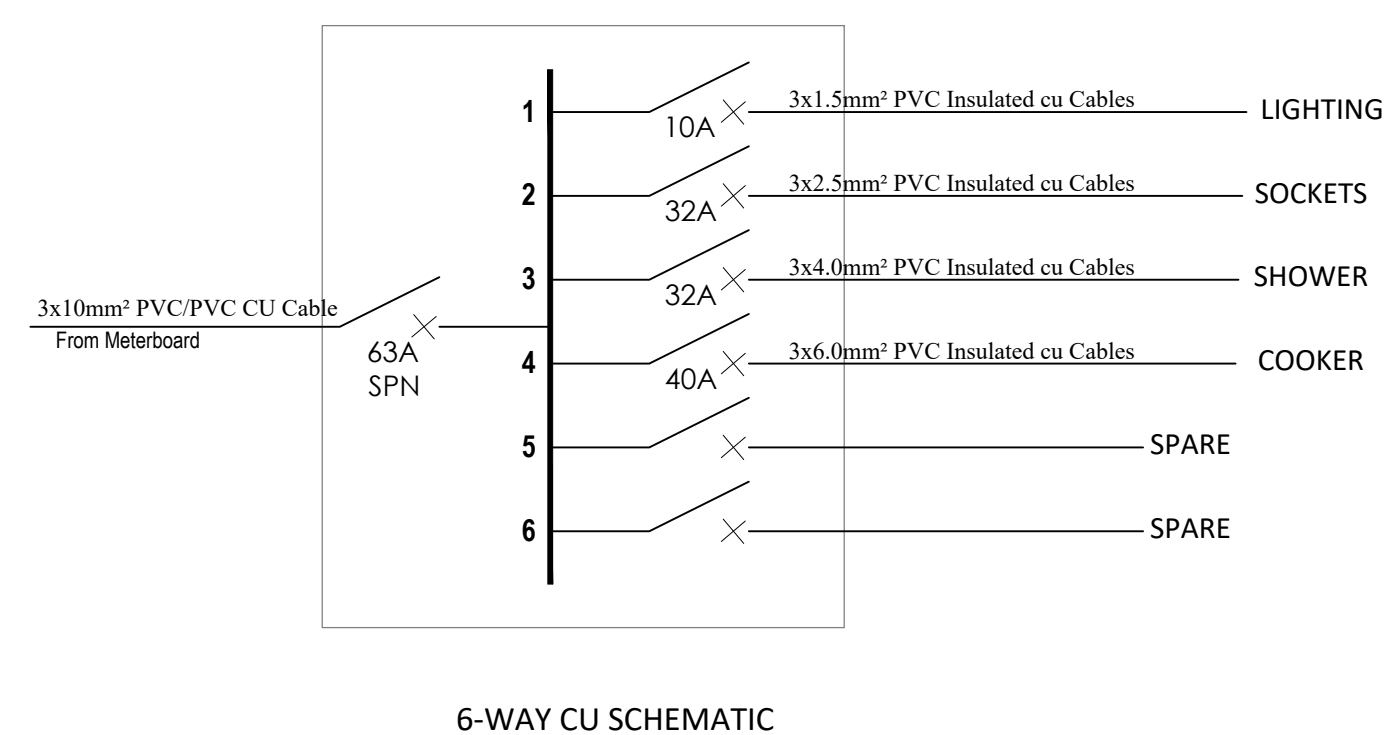 1
3x1.5mm² PVC Insulated cu Cables
LIGHTING
10A
2
3x2.5mm² PVC Insulated cu Cables
SOCKETS
32A
3
3x4.0mm² PVC Insulated cu Cables
SHOWER
32A
3x10mm² PVC/PVC CU Cable
From Meterboard
63A
SPN
4
3x6.0mm² PVC Insulated cu Cables
COOKER
40A
5
SPARE
6
SPARE
6-WAY CU SCHEMATIC